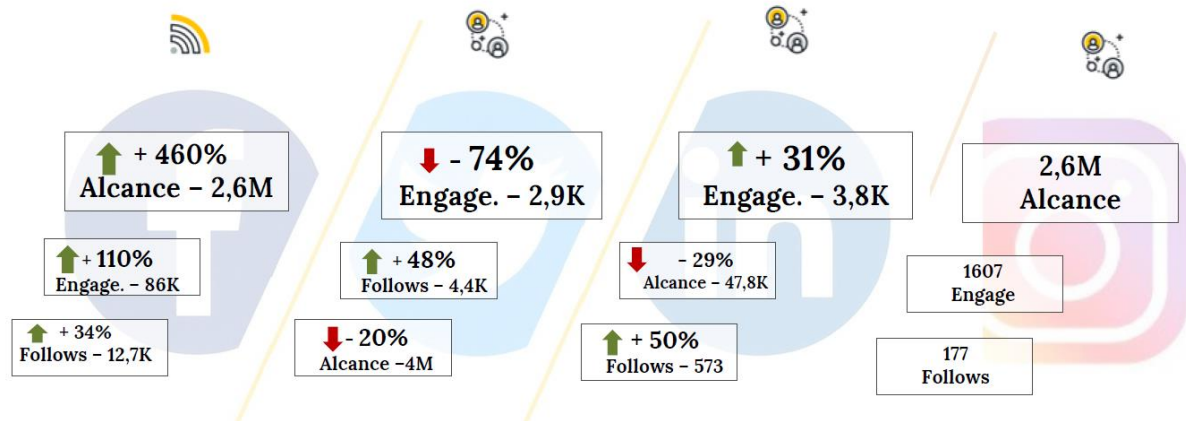 + 460%
Alcance – 2,6M
+ 110%
Engage. – 86K
+ 34%
Follows – 12,7K
- 74%
Engage. – 2,9K
+ 48%
Follows – 4,4K
- 20%
Alcance –4M
+ 31%
Engage. – 3,8K
- 29%
Alcance – 47,8K
+ 50%
Follows – 573
2,6M
Alcance
1607
Engage
177
Follows